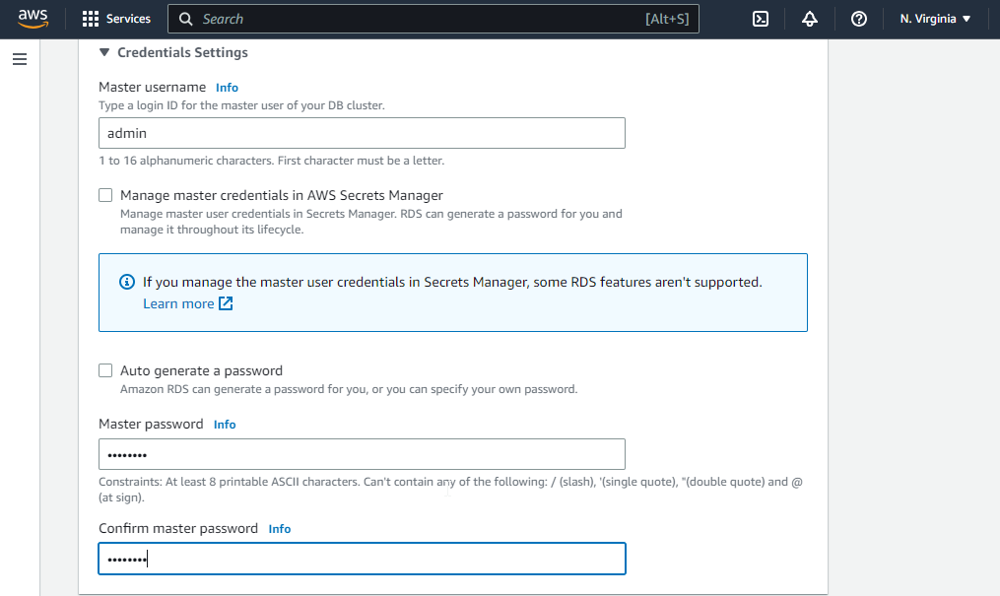 aws
Services
Search
[Alt+S]
N. Virginia
Credentials Settings
Master username Info
Type a login ID for the master user of your DB cluster.
admin
1 to 16 alphanumeric characters. First character must be a letter.
Manage master credentials in AWS Secrets Manager
Manage master user credentials in Secrets Manager. RDS can generate a password for you and
manage it throughout its lifecycle.
If you manage the master user credentials in Secrets Manager, some RDS features aren't supported.
Learn more
Auto generate a password
Amazon RDS can generate a password for you, or you can specify your own password.
Master password Info
••••••••
Constraints: At least 8 printable ASCII characters. Can't contain any of the following: / (slash), '(single quote), "(double quote) and @
(at sign).
Confirm master password Info
••••••••